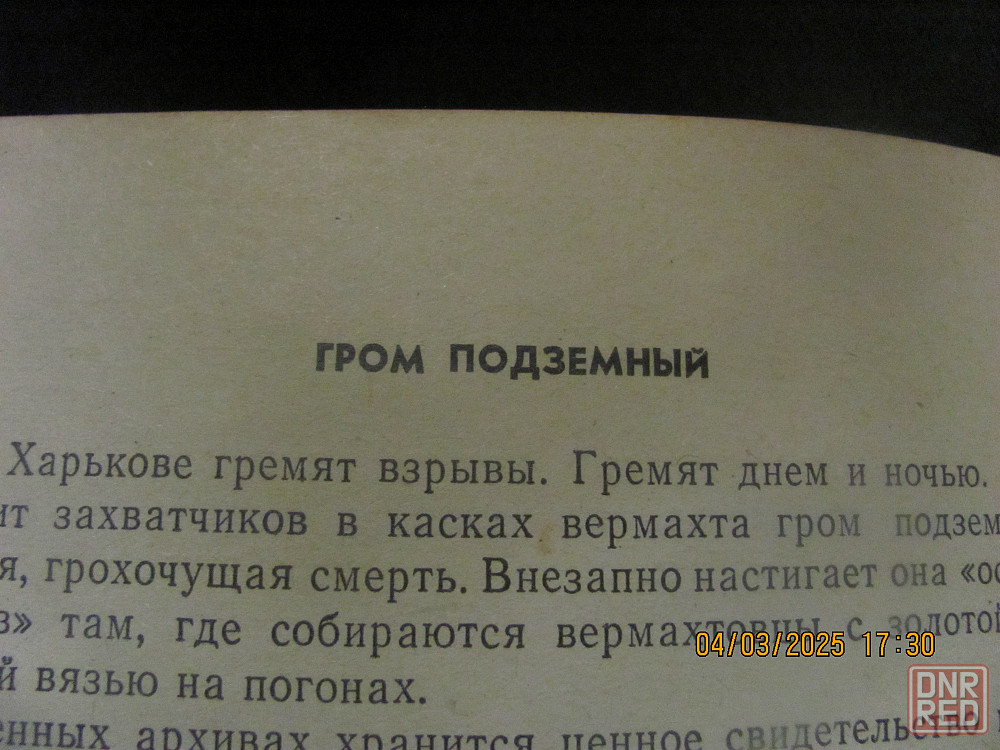 ГРОМ ПОДЗЕМНЫЙ
Харькове гремят взрывы. Гремят днем и ночью.
ит захватчиков в касках вермахта гром подзем
я, грохочущая смерть. Внезапно настигает она «ос
з» там, где собираются вермахтовцы с золотой
й вязью на погонах.
енных архивах хранится ценное свидетельство
04/03/2025 17:30
DNR
RED